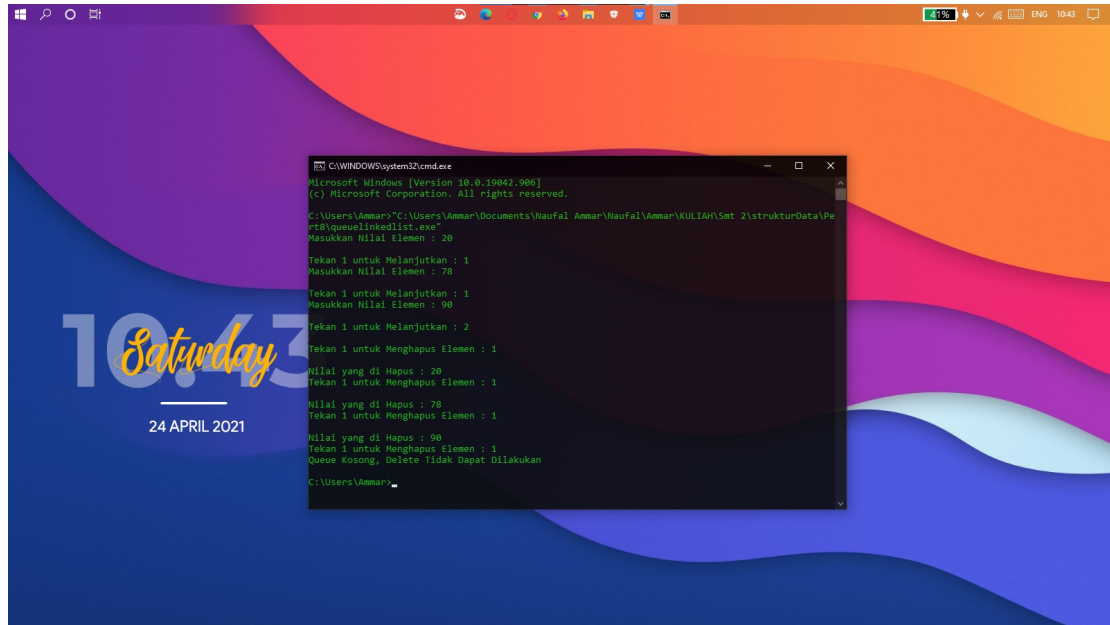 41%
ENG 10:43
C:\WINDOWS\system32\cmd.exe
Microsoft Windows [Version 10.0.19042.906]
(c) Microsoft Corporation. All rights reserved.
C:\Users\Ammar>"C:\Users\Ammar\Documents\Naufal Ammar\Naufal\Ammar\KULIAH\Smt 2\strukturData\Pe
rt8\queuelinkedlist.exe"
Masukkan Nilai Elemen : 20
Tekan 1 untuk Melanjutkan : 1
Masukkan Nilai Elemen : 78
Tekan 1 untuk Melanjutkan : 1
Masukkan Nilai Elemen : 90
Tekan 1 untuk Melanjutkan : 2
Tekan 1 untuk Menghapus Elemen : 1
Nilai yang di Hapus : 20
Tekan 1 untuk Menghapus Elemen : 1
Nilai yang di Hapus : 78
Tekan 1 untuk Menghapus Elemen : 1
Nilai yang di Hapus : 90
Tekan 1 untuk Menghapus Elemen : 1
Queue Kosong, Delete Tidak Dapat Dilakukan
C:\Users\Ammar>
10.43
Saturday
24 APRIL 2021